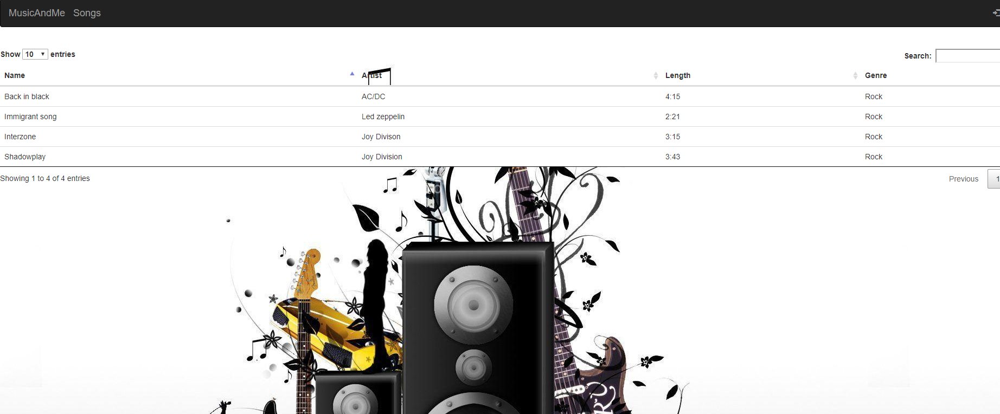 MusicAndMe Songs
Show 10 entries
Search:
Name Artist Length Genre
Back in black AC/DC 4:15 Rock
Immigrant song Led zeppelin 2:21 Rock
Interzone Joy Divison 3:15 Rock
Shadowplay Joy Division 3:43 Rock
Showing 1 to 4 of 4 entries
Previous 1